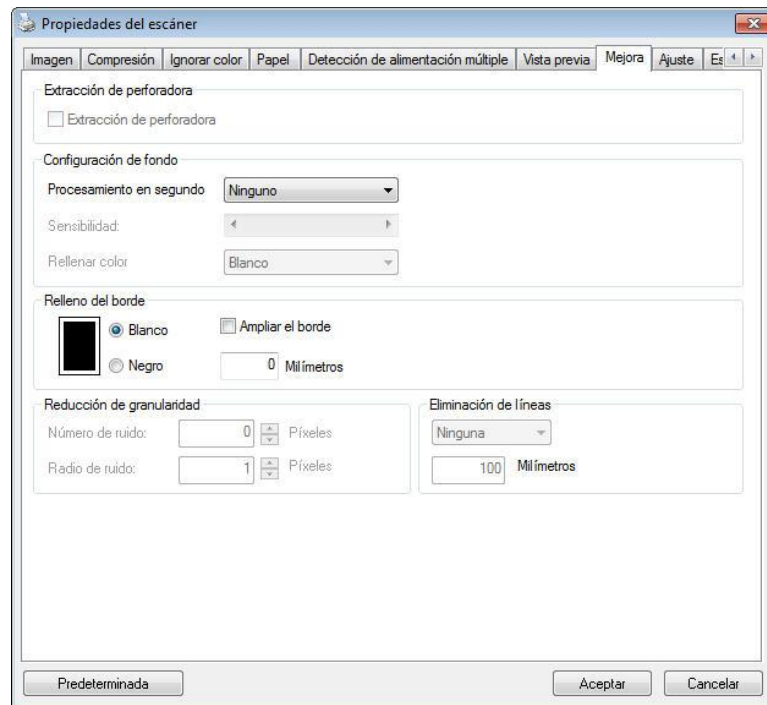 Propiedades del escáner
Imagen Compresión Ignorar color Papel Detección de alimentación múltiple Vista previa Mejora Ajuste Es
Extracción de perforadora
Extracción de perforadora
Configuración de fondo
Procesamiento en segundo Ninguno
Sensibilidad:
Rellenar color Blanco
Relleno del borde
Blanco Ampliar el borde
Negro 0 Milímetros
Reducción de granularidad Eliminación de líneas
Número de ruido: 0 Píxeles Ninguna
Radio de ruido: 1 Píxeles 100 Milímetros
Predeterminada Aceptar Cancelar